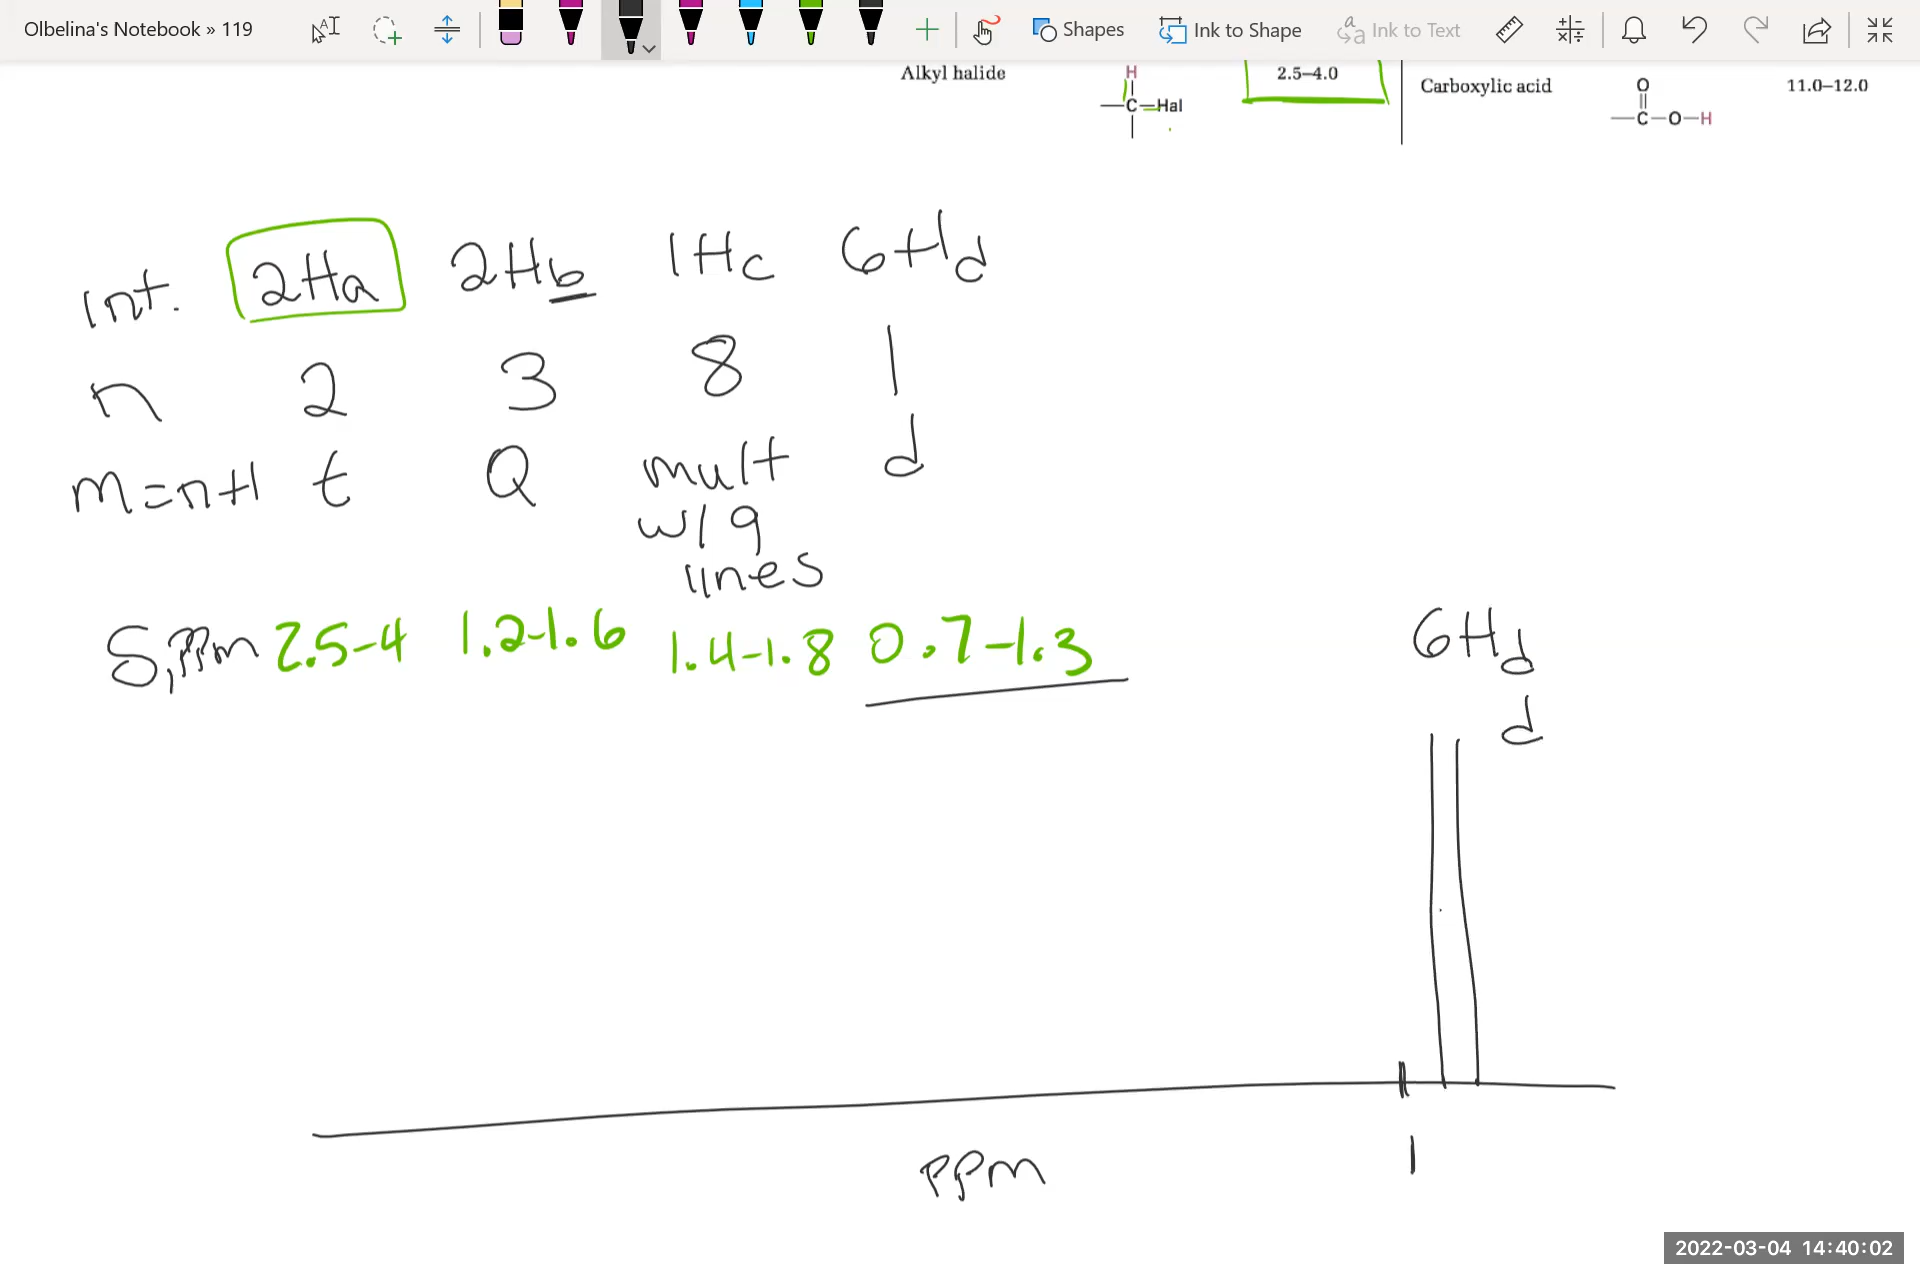 Olbelina's Notebook » 119
Shapes
Ink to Shape
Ink to Text
Alkyl halide
H
C Hal
2.5–4.0
Carboxylic acid
O
C O H
11.0–12.0
Int. 2Ha 2Hb 1Hc 6Hd
n 2 3 8 1
m=n+1 t Q mult d
w/ 9
lines
δ, ppm 2.5–4 1.2–1.6 1.4–1.8 0.7–1.3
6Hd
d
1
ppm
2022-03-04 14:40:02